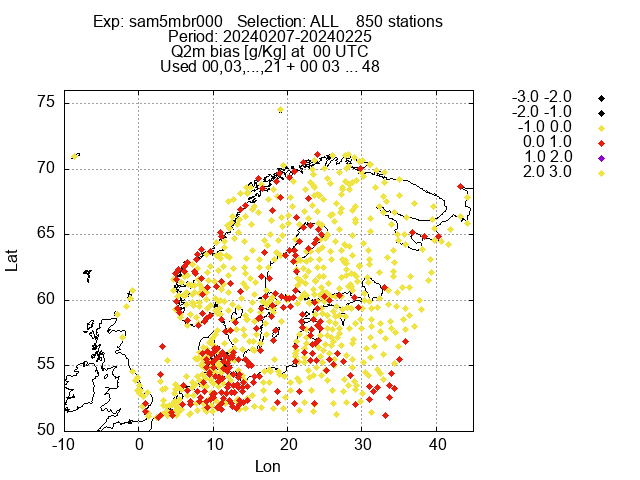 Exp: sam5mbr000   Selection: ALL    850 stations
Period: 20240207-20240225
Q2m bias [g/Kg] at  00 UTC
Used 00,03,...,21 + 00 03 ... 48
-3.0 -2.0
-2.0 -1.0
-1.0 0.0
0.0 1.0
1.0 2.0
2.0 3.0
75
70
65
60
55
50
Lat
-10 0 10 20 30 40
Lon